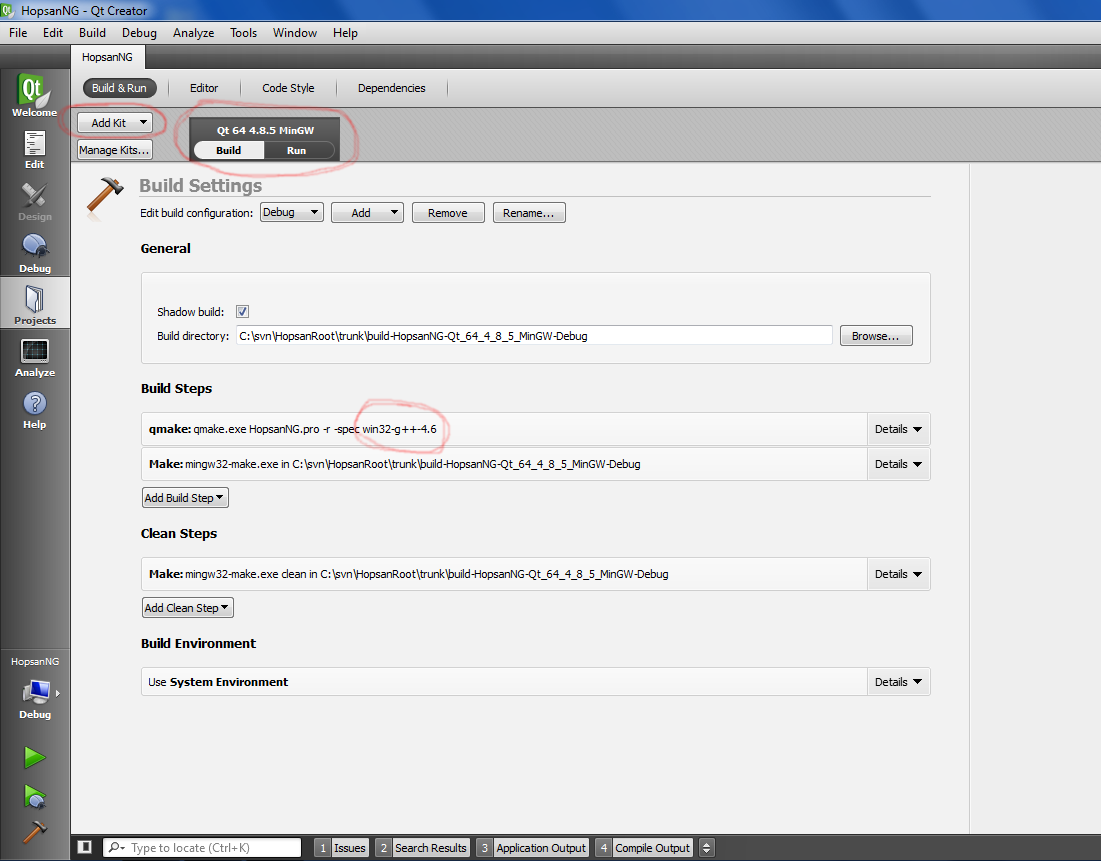 HopsanNG - Qt Creator
File Edit Build Debug Analyze Tools Window Help
HopsanNG
Build & Run Editor Code Style Dependencies
Qt
Welcome
Edit
Design
Debug
Projects
Analyze
Help
Add Kit
Manage Kits...
Qt 64 4.8.5 MinGW
Build Run
Build Settings
Edit build configuration: Debug Add Remove Rename...
General
Shadow build:
Build directory: C:\svn\HopsanRoot\trunk\build-HopsanNG-Qt_64_4_8_5_MinGW-Debug Browse...
Build Steps
qmake: qmake.exe HopsanNG.pro -r -spec win32-g++-4.6 Details
Make: mingw32-make.exe in C:\svn\HopsanRoot\trunk\build-HopsanNG-Qt_64_4_8_5_MinGW-Debug Details
Add Build Step
Clean Steps
Make: mingw32-make.exe clean in C:\svn\HopsanRoot\trunk\build-HopsanNG-Qt_64_4_8_5_MinGW-Debug Details
Add Clean Step
Build Environment
Use System Environment Details
HopsanNG
Debug
Type to locate (Ctrl+K) 1 Issues 2 Search Results 3 Application Output 4 Compile Output